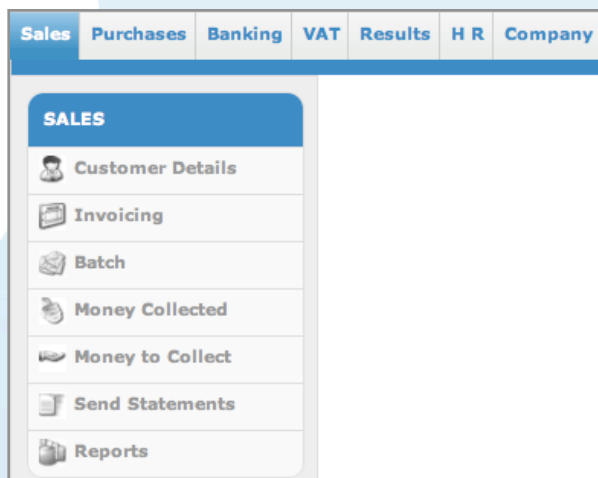 Sales Purchases Banking VAT Results H R Company
SALES
Customer Details
Invoicing
Batch
Money Collected
Money to Collect
Send Statements
Reports